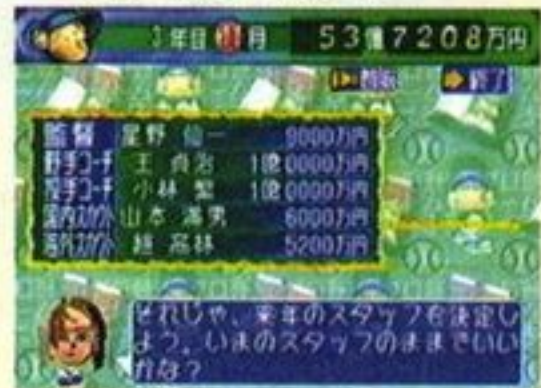 3年目11月 53億7208万円
終了
監督 星野 仙一 9000万円
野手コーチ 王 貞治 1億0000万円
投手コーチ 小林 繁 1億0000万円
国内スカウト 山本 満男 6000万円
海外スカウト 趙 高林 5200万円
それじゃ、来年のスタッフを決定し
よう。いまのスタッフのままでいい
かな?